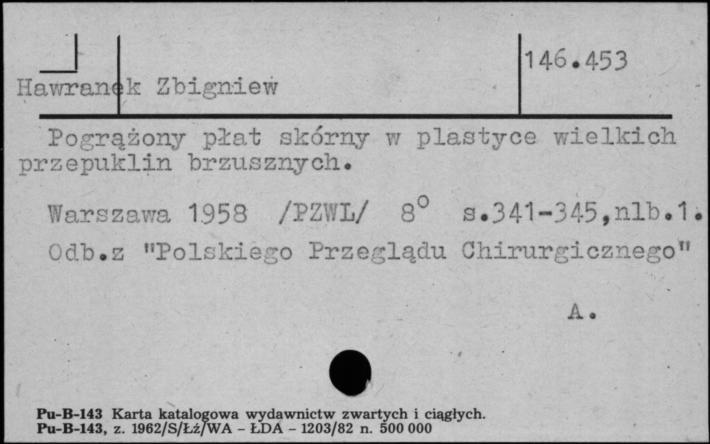 146.453
Hawranek Zbigniew
Pogrążony płat skórny w plastyce wielkich
przepuklin brzusznych.
Warszawa 1958 /PZWL/ 8° s.341-345,nlb.1.
Odb.z "Polskiego Przeglądu Chirurgicznego"
A.
Pu-B-143 Karta katalogowa wydawnictw zwartych i ciągłych.
Pu-B-143, z. 1962/S/Łż/WA - ŁDA - 1203/82 n. 500 000